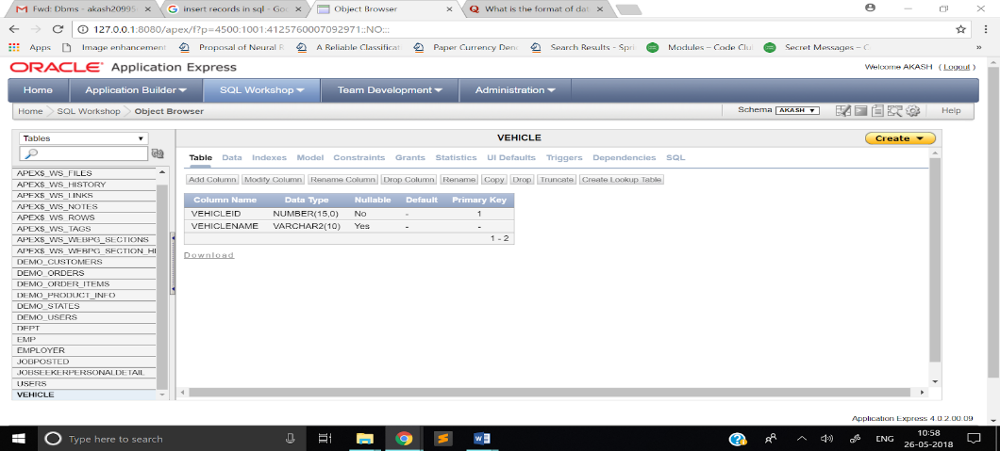 Fwd: Dbms - akash20995
insert records in sql - Goo
Object Browser
What is the format of dat
127.0.0.1:8080/apex/f?p=4500:1001:4125760007092971::NO:::
Apps Image enhancement Proposal of Neural R A Reliable Classificat Paper Currency Deno Search Results - Spri Modules – Code Clu Secret Messages – C »
ORACLE Application Express
Welcome AKASH ( Logout )
Home Application Builder SQL Workshop Team Development Administration
Home SQL Workshop Object Browser
Schema AKASH Help
Tables
VEHICLE
Create
Table Data Indexes Model Constraints Grants Statistics UI Defaults Triggers Dependencies SQL
Add Column Modify Column Rename Column Drop Column Rename Copy Drop Truncate Create Lookup Table
Column Name Data Type Nullable Default Primary Key
VEHICLEID NUMBER(15,0) No - 1
VEHICLENAME VARCHAR2(10) Yes - -
1 - 2
Download
APEX$_WS_FILES
APEX$_WS_HISTORY
APEX$_WS_LINKS
APEX$_WS_NOTES
APEX$_WS_ROWS
APEX$_WS_TAGS
APEX$_WS_WEBPG_SECTIONS
APEX$_WS_WEBPG_SECTION_HI
DEMO_CUSTOMERS
DEMO_ORDERS
DEMO_ORDER_ITEMS
DEMO_PRODUCT_INFO
DEMO_STATES
DEMO_USERS
DEPT
EMP
EMPLOYER
JOBPOSTED
JOBSEEKERPERSONALDETAIL
USERS
VEHICLE
Application Express 4.0.2.00.09
Type here to search
ENG
10:58
26-05-2018